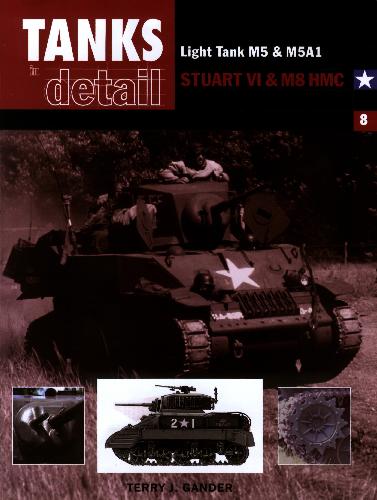 TANKS
in
detail
Light Tank M5 & M5A1
STUART VI & M8 HMC
8
2★1
TERRY J. GANDER